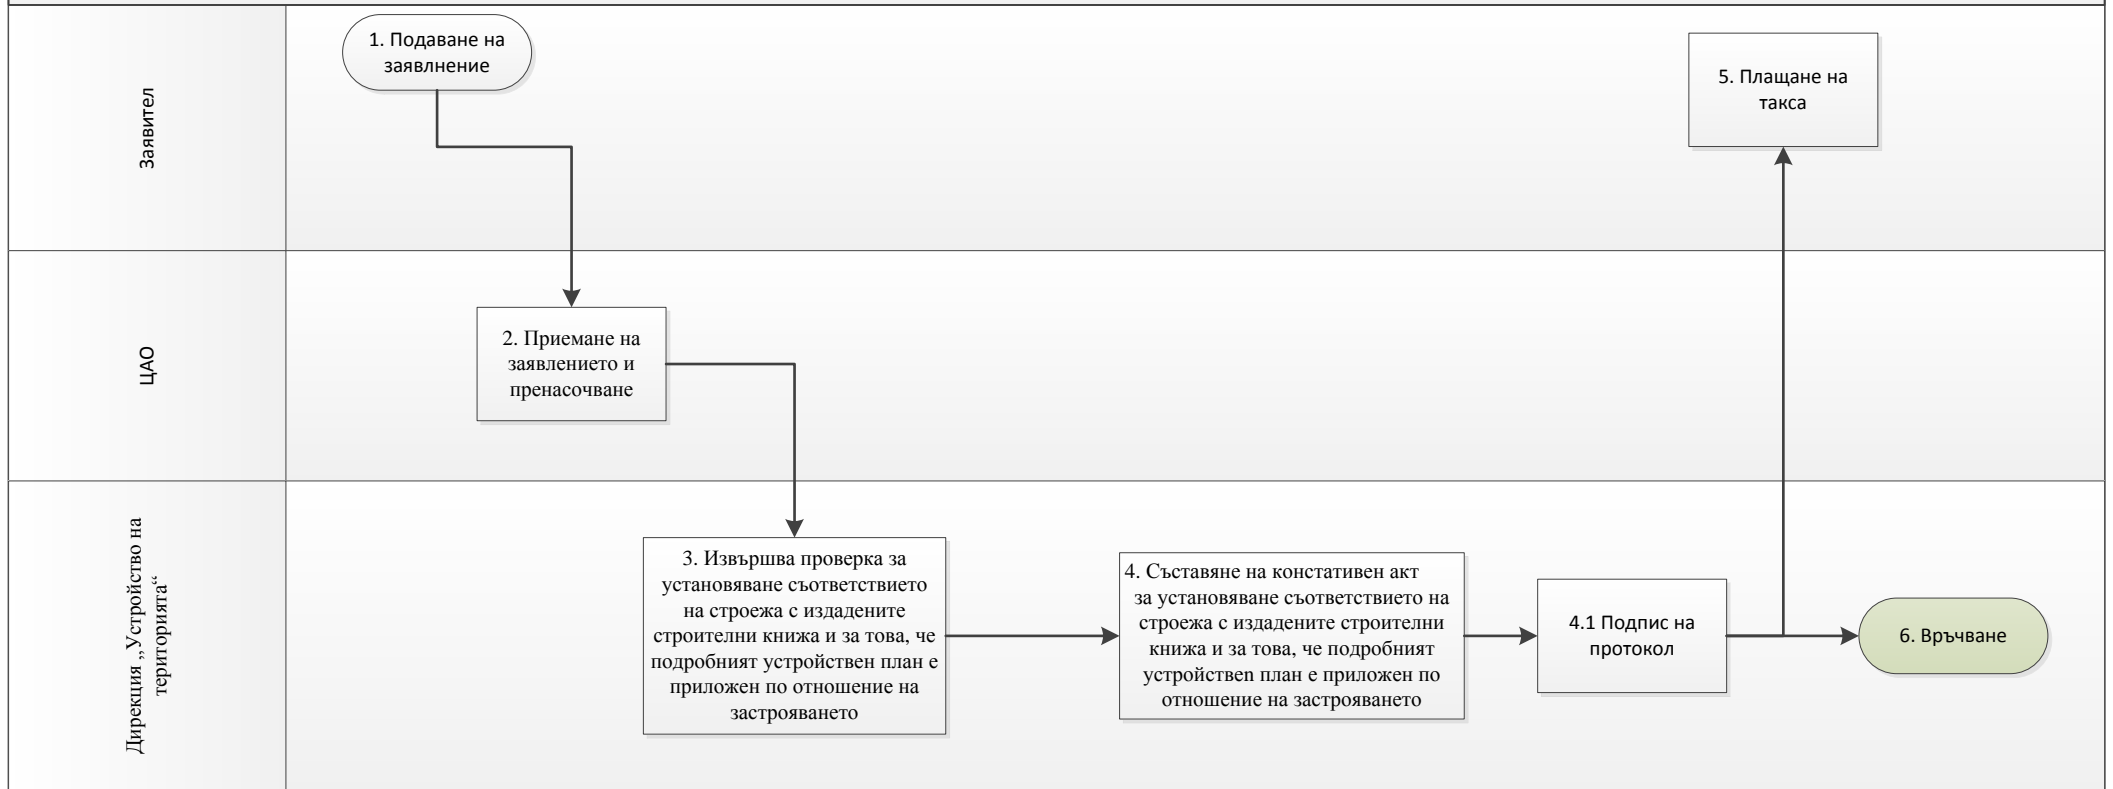 Заявител
1. Подаване на
заявлнение
5. Плащане на
такса
ЦАО
2. Приемане на
заявлението и
пренасочване
Дирекция „Устройство на
територията“
3. Извършва проверка за
установяване съответствието
на строежа с издадените
строителни книжа и за това, че
подробният устройствен план е
приложен по отношение на
застрояването
4. Съставяне на констативен акт
за установяване съответствието на
строежа с издадените строителни
книжа и за това, че подробният
устройствеn план е приложен по
отношение на застрояването
4.1 Подпис на
протокол
6. Връчване